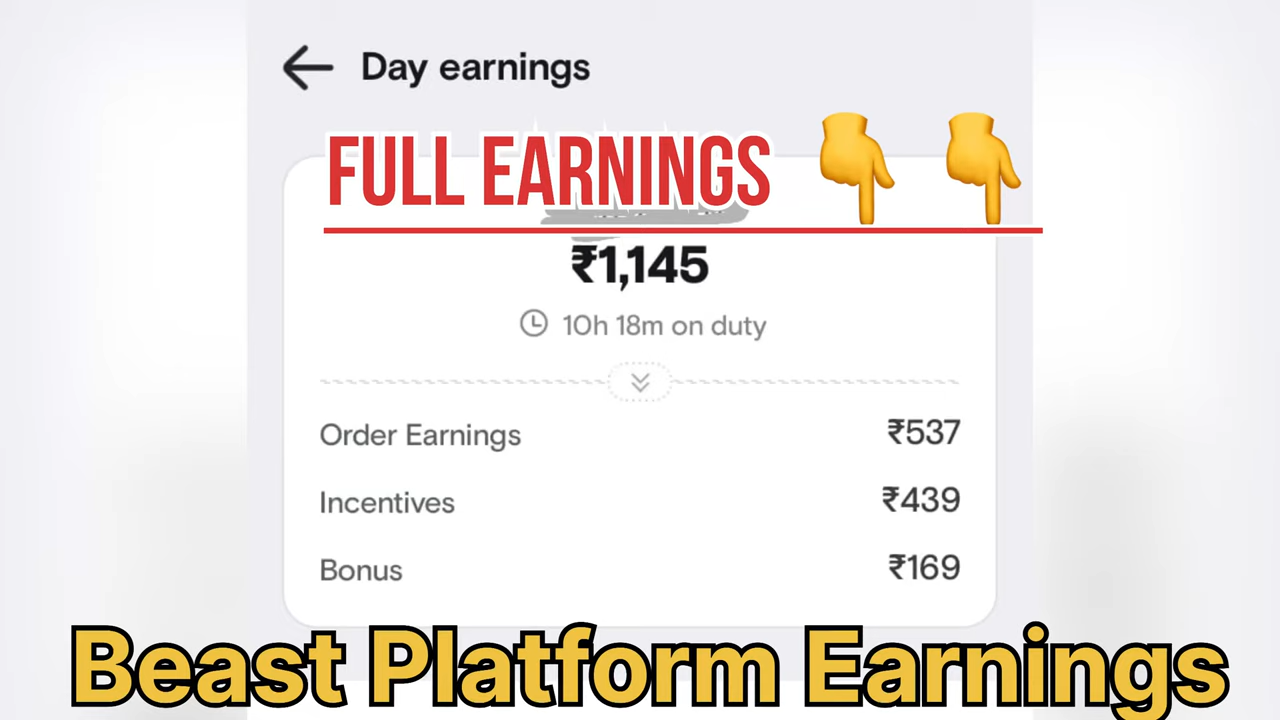 Day earnings
FULL EARNINGS 👇 👇
₹1,145
10h 18m on duty
Order Earnings ₹537
Incentives ₹439
Bonus ₹169
Beast Platform Earnings